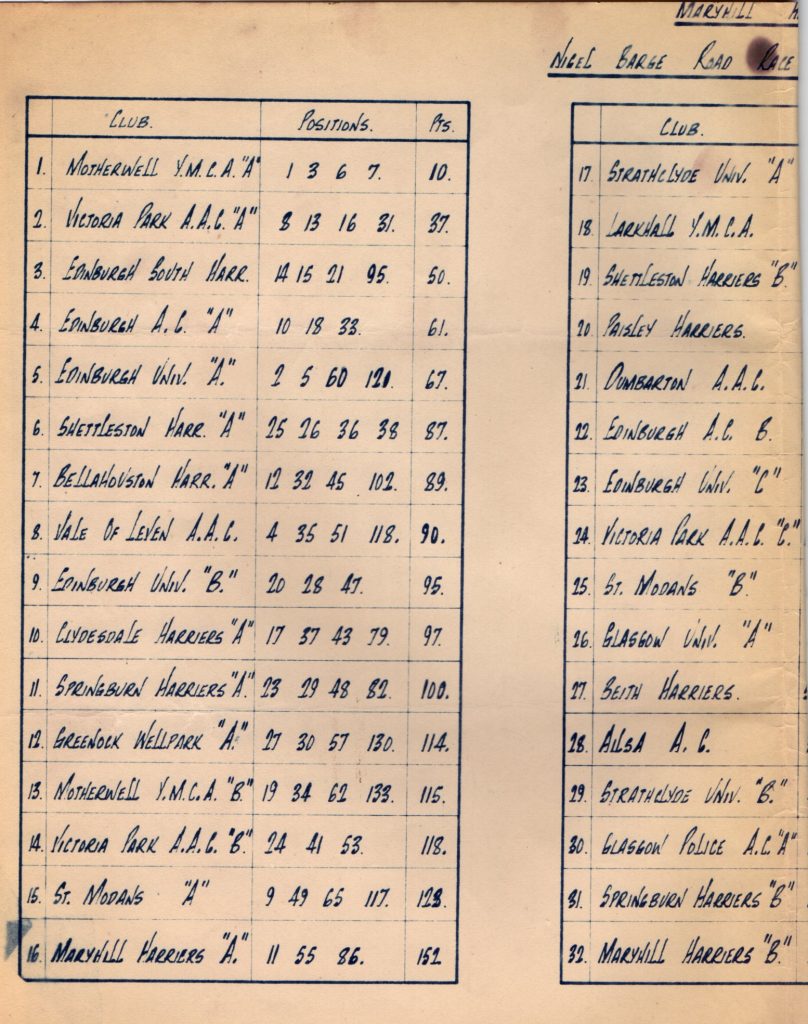 MARYHILL H
NIGEL BARGE ROAD RACE
CLUB. POSITIONS. PTS.
1. MOTHERWELL Y.M.C.A. "A" 1 3 6 7. 10.
2. VICTORIA PARK A.A.C. "A" 8 13 16 31. 37.
3. EDINBURGH SOUTH HARR. 14 15 21 95. 50.
4. EDINBURGH A.C. "A" 10 18 33. 61.
5. EDINBURGH UNIV. "A." 2 5 60 121. 67.
6. SHETTLESTON HARR. "A" 25 26 36 38 87.
7. BELLAHOUSTON HARR. "A" 12 32 45 102. 89.
8. VALE OF LEVEN A.A.C. 4 35 51 118. 90.
9. EDINBURGH UNIV. "B." 20 28 47. 95.
10. CLYDESDALE HARRIERS "A" 17 37 43 79. 97.
11. SPRINGBURN HARRIERS "A." 23 29 48 82. 100.
12. GREENOCK WELLPARK "A." 27 30 57 130. 114.
13. MOTHERWELL Y.M.C.A. "B." 19 34 62 133. 115.
14. VICTORIA PARK A.A.C. "B." 24 41 53. 118.
15. ST. MODANS "A" 9 49 65 117. 123.
16. MARYHILL HARRIERS "A." 11 55 86. 152
CLUB.
17. STRATHCLYDE UNIV. "A"
18. LARKHALL Y.M.C.A.
19. SHETTLESTON HARRIERS "B."
20. PAISLEY HARRIERS.
21. DUMBARTON A.A.C.
22. EDINBURGH A.C. B.
23. EDINBURGH UNIV. "C"
24. VICTORIA PARK A.A.C. "C."
25. ST. MODANS "B."
26. GLASGOW UNIV. "A"
27. BEITH HARRIERS.
28. AILSA A.C.
29. STRATHCLYDE UNIV. "B."
30. GLASGOW POLICE A.C. "A"
31. SPRINGBURN HARRIERS "B"
32. MARYHILL HARRIERS "B."